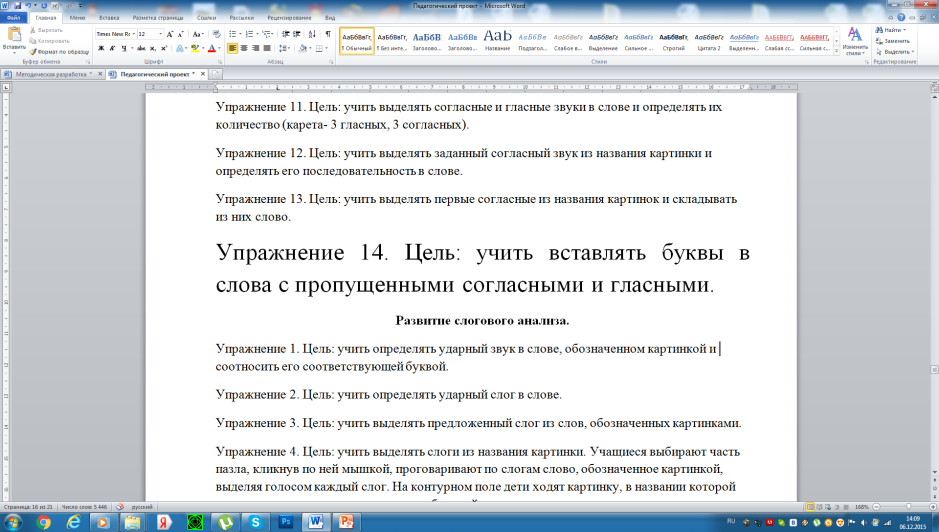 Педагогический проект - Microsoft Word
Файл Главная Меню Вставка Разметка страницы Ссылки Рассылки Рецензирование Вид
Вставить Вырезать Копировать Формат по образцу Буфер обмена
Times New Ro 12 Шрифт
Абзац
АаБбВвГг, ¶ Обычный АаБбВвГг, ¶ Без инте... АаБбВ Заголово... АаБбВв Заголово... АаБ Название АаБбВв Подзагол... АаБбВвГг Слабое в... АаБбВвГг Выделение АаБбВвГг Сильное ... АаБбВвГг, Строгий АаБбВвГг Цитата 2 АаБбВвГг Выделенн... АаБбВвГг, Слабая сс... АаБбВвГг, Сильная с... Изменить стили Стили
Найти Заменить Выделить Редактирование
Методическая разработка * Педагогический проект *
Упражнение 11. Цель: учить выделять согласные и гласные звуки в слове и определять их
количество (карета- 3 гласных, 3 согласных).
Упражнение 12. Цель: учить выделять заданный согласный звук из названия картинки и
определять его последовательность в слове.
Упражнение 13. Цель: учить выделять первые согласные из названия картинок и складывать
из них слово.
Упражнение 14. Цель: учить вставлять буквы в
слова с пропущенными согласными и гласными.
Развитие слогового анализа.
Упражнение 1. Цель: учить определять ударный звук в слове, обозначенном картинкой и
соотносить его соответствующей буквой.
Упражнение 2. Цель: учить определять ударный слог в слове.
Упражнение 3. Цель: учить выделять предложенный слог из слов, обозначенных картинками.
Упражнение 4. Цель: учить выделять слоги из названия картинки. Учащиеся выбирают часть
пазла, кликнув по ней мышкой, проговаривают по слогам слово, обозначенное картинкой,
выделяя голосом каждый слог. На контурном поле дети ходят картинку, в названии которой
Страница: 16 из 21 Число слов: 5 446 русский 168%
RU 14:09
06.12.2015